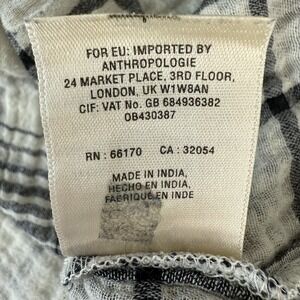 FOR EU: IMPORTED BY
ANTHROPOLOGIE
24 MARKET PLACE, 3RD FLOOR,
LONDON, UK W1W8AN
CIF: VAT No. GB 684936382
OB430387
RN : 66170 CA : 32054
MADE IN INDIA,
HECHO EN INDIA,
FABRIQUÉ EN INDE